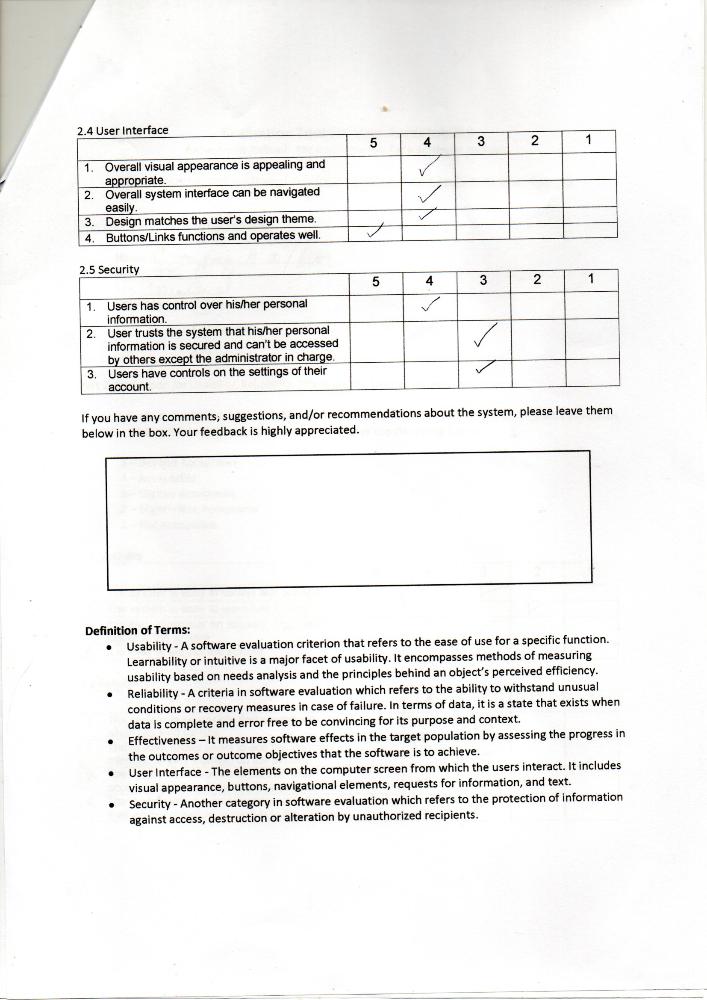 2.4 User Interface
5 4 3 2 1
1. Overall visual appearance is appealing and
appropriate. ✓
2. Overall system interface can be navigated
easily. ✓
3. Design matches the user's design theme. ✓
4. Buttons/Links functions and operates well. ✓
2.5 Security
5 4 3 2 1
1. Users has control over his/her personal
information. ✓
2. User trusts the system that his/her personal
information is secured and can't be accessed
by others except the administrator in charge. ✓
3. Users have controls on the settings of their
account. ✓
If you have any comments; suggestions, and/or recommendations about the system, please leave them
below in the box. Your feedback is highly appreciated.
Definition of Terms:
• Usability - A software evaluation criterion that refers to the ease of use for a specific function.
Learnability or intuitive is a major facet of usability. It encompasses methods of measuring
usability based on needs analysis and the principles behind an object's perceived efficiency.
• Reliability - A criteria in software evaluation which refers to the ability to withstand unusual
conditions or recovery measures in case of failure. In terms of data, it is a state that exists when
data is complete and error free to be convincing for its purpose and context.
• Effectiveness – It measures software effects in the target population by assessing the progress in
the outcomes or outcome objectives that the software is to achieve.
• User Interface - The elements on the computer screen from which the users interact. It includes
visual appearance, buttons, navigational elements, requests for information, and text.
• Security - Another category in software evaluation which refers to the protection of information
against access, destruction or alteration by unauthorized recipients.